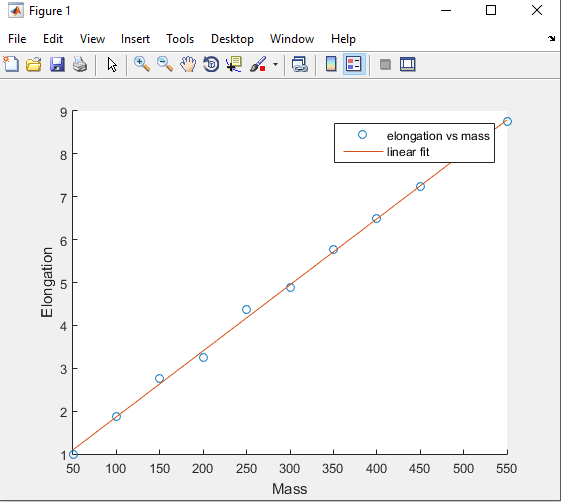 Figure 1
File Edit View Insert Tools Desktop Window Help
elongation vs mass
linear fit
9
8
7
6
5
4
3
2
1
Elongation
50 100 150 200 250 300 350 400 450 500 550
Mass